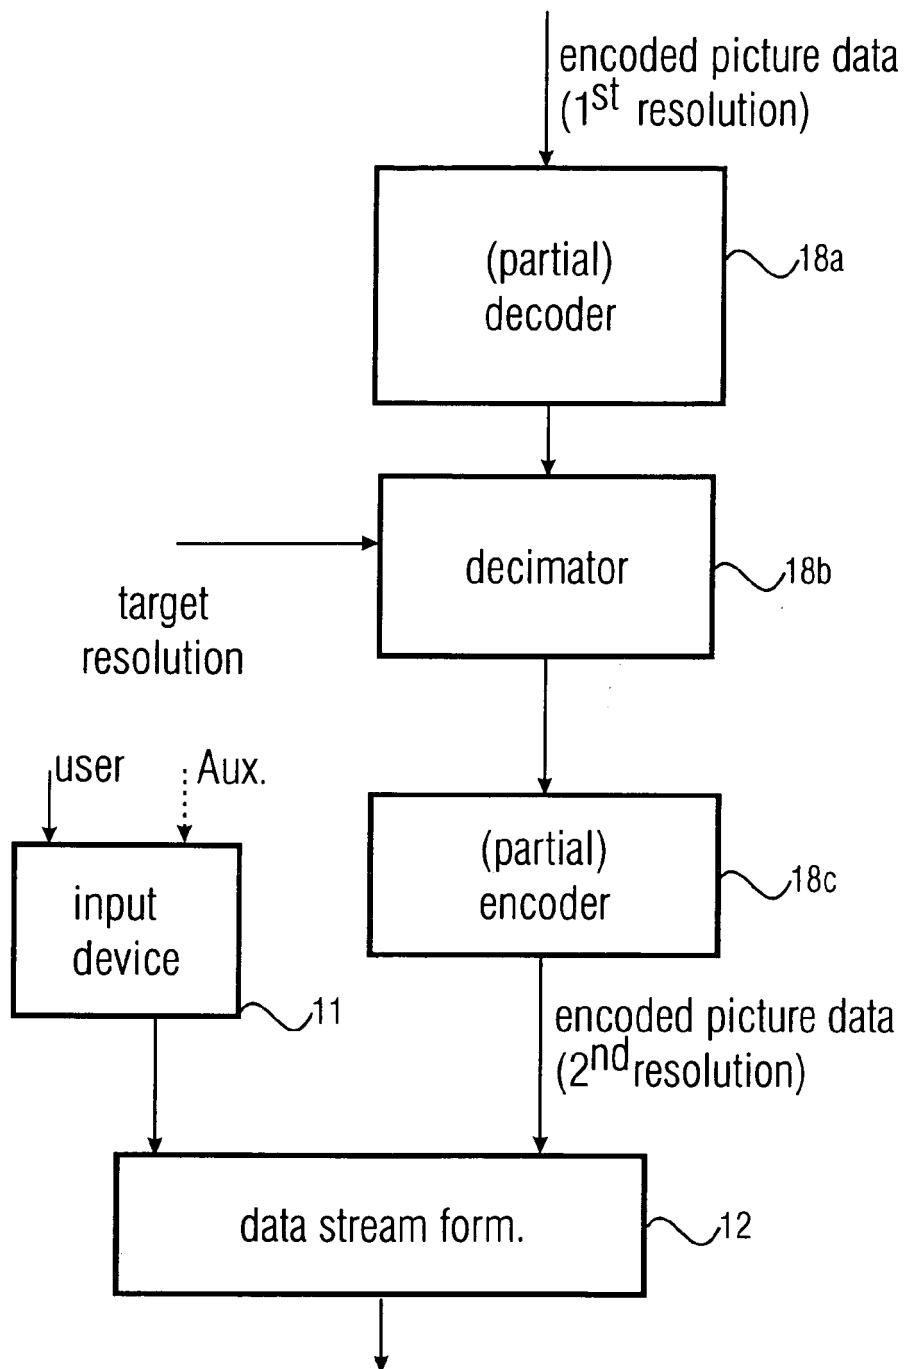 encoded picture data
(1st resolution)
(partial)
decoder
18a
decimator
18b
target
resolution
user
Aux.
(partial)
encoder
18c
input
device
11
encoded picture data
(2nd resolution)
data stream form.
12